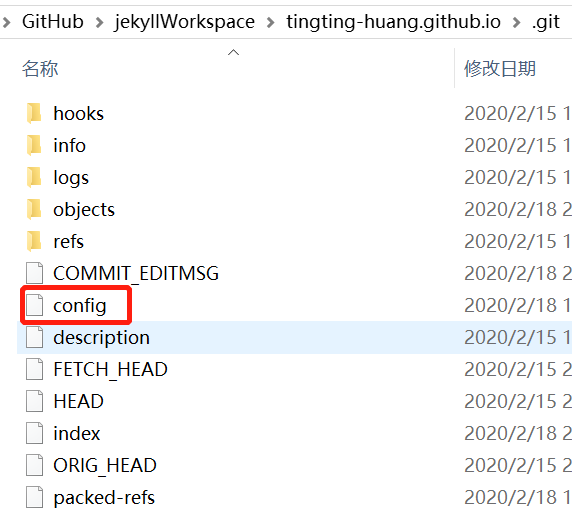 GitHub > jekyllWorkspace > tingting-huang.github.io > .git
名称 修改日期
hooks 2020/2/15 1
info 2020/2/15 1
logs 2020/2/15 1
objects 2020/2/18 2
refs 2020/2/15 1
COMMIT_EDITMSG 2020/2/18 2
config 2020/2/18 1
description 2020/2/15 1
FETCH_HEAD 2020/2/15 2
HEAD 2020/2/15 1
index 2020/2/18 2
ORIG_HEAD 2020/2/15 2
packed-refs 2020/2/18 1